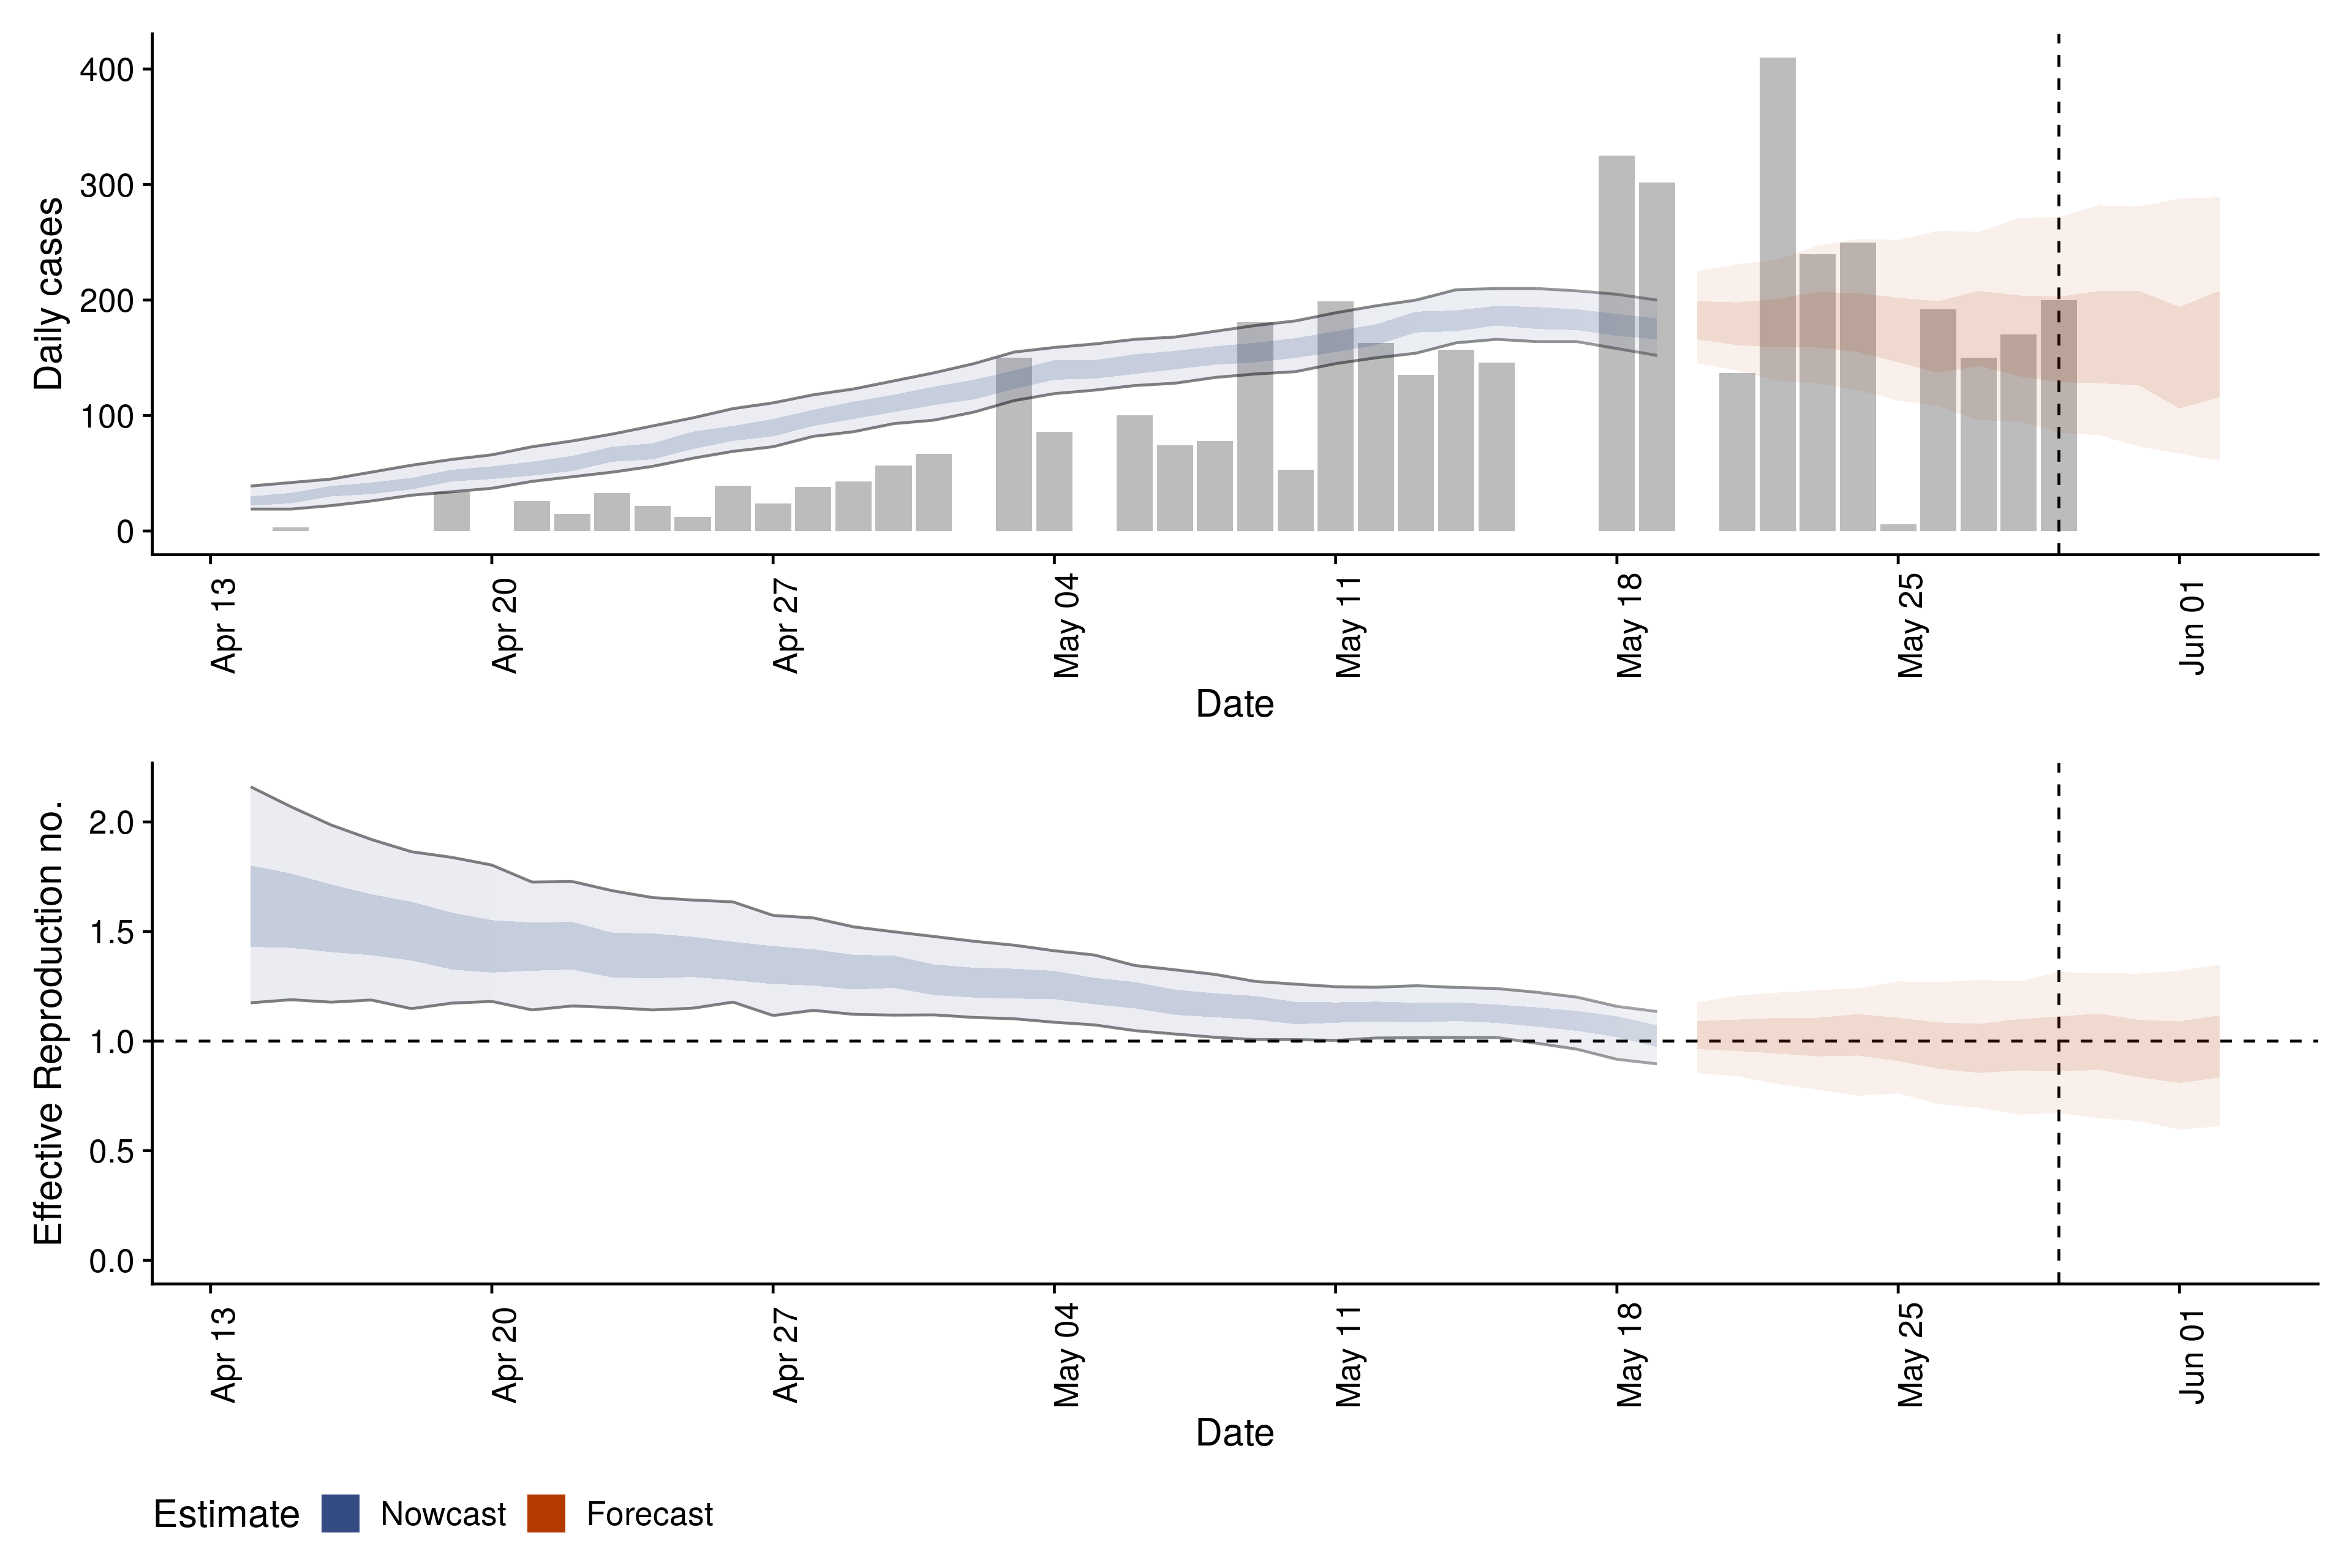 Daily cases
400
300
200
100
0
Apr 13 Apr 20 Apr 27 May 04 May 11 May 18 May 25 Jun 01
Date
Effective Reproduction no.
2.0
1.5
1.0
0.5
0.0
Apr 13 Apr 20 Apr 27 May 04 May 11 May 18 May 25 Jun 01
Date
Estimate Nowcast Forecast